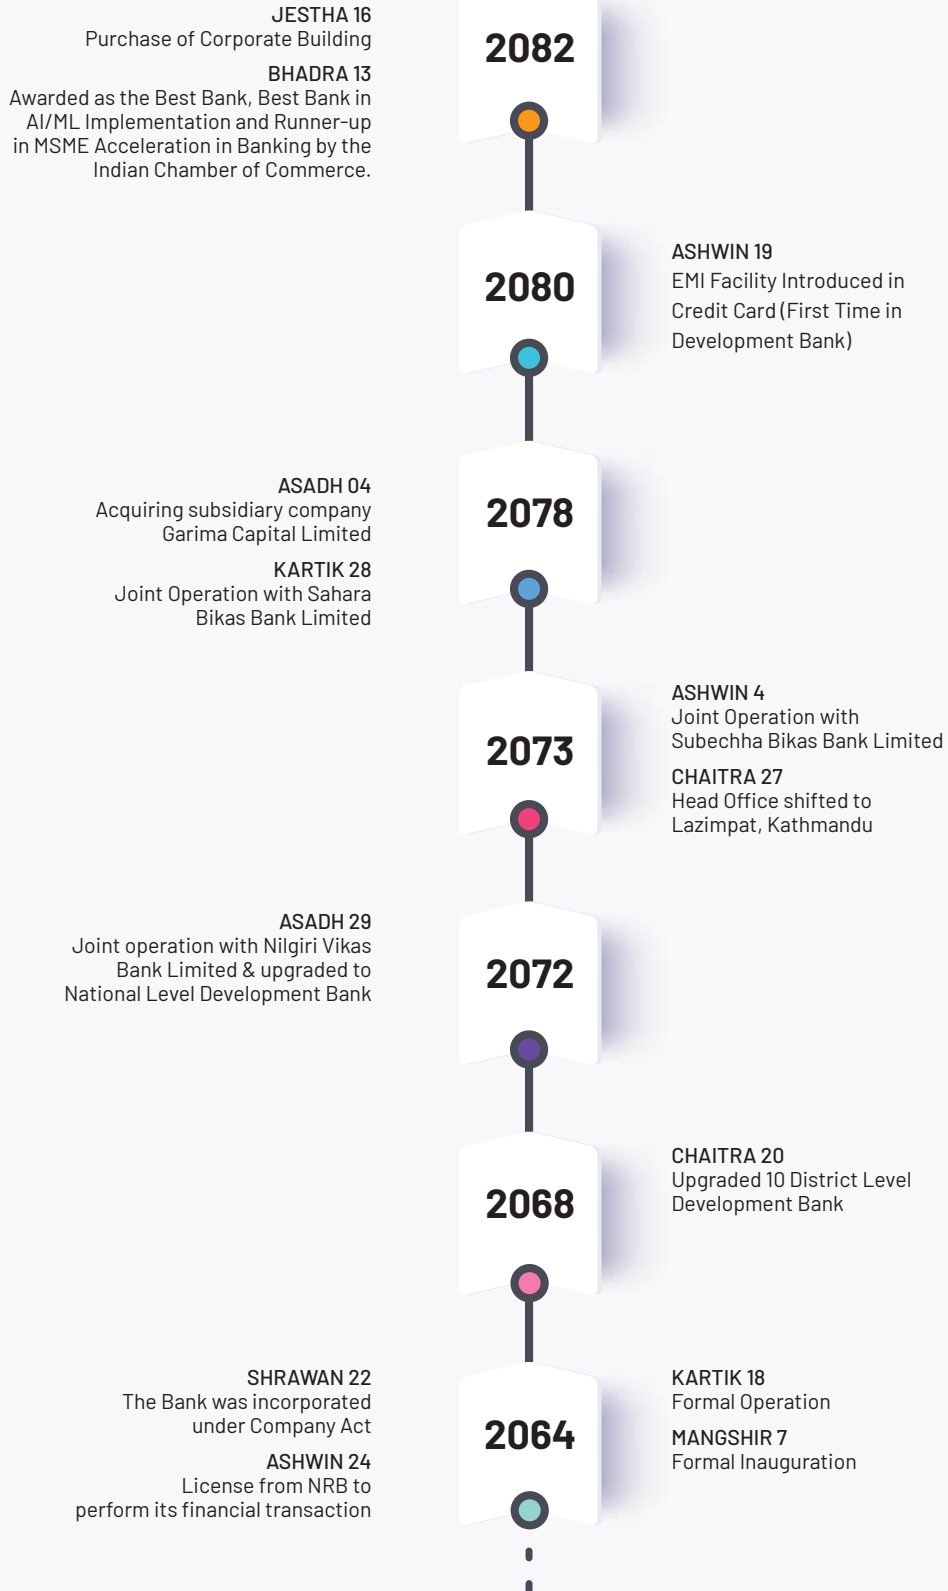 JESTHA 16
Purchase of Corporate Building
BHADRA 13
Awarded as the Best Bank, Best Bank in
AI/ML Implementation and Runner-up
in MSME Acceleration in Banking by the
Indian Chamber of Commerce.
2082
2080
ASHWIN 19
EMI Facility Introduced in
Credit Card (First Time in
Development Bank)
ASADH 04
Acquiring subsidiary company
Garima Capital Limited
KARTIK 28
Joint Operation with Sahara
Bikas Bank Limited
2078
2073
ASHWIN 4
Joint Operation with
Subechha Bikas Bank Limited
CHAITRA 27
Head Office shifted to
Lazimpat, Kathmandu
ASADH 29
Joint operation with Nilgiri Vikas
Bank Limited & upgraded to
National Level Development Bank
2072
2068
CHAITRA 20
Upgraded 10 District Level
Development Bank
SHRAWAN 22
The Bank was incorporated
under Company Act
ASHWIN 24
License from NRB to
perform its financial transaction
2064
KARTIK 18
Formal Operation
MANGSHIR 7
Formal Inauguration